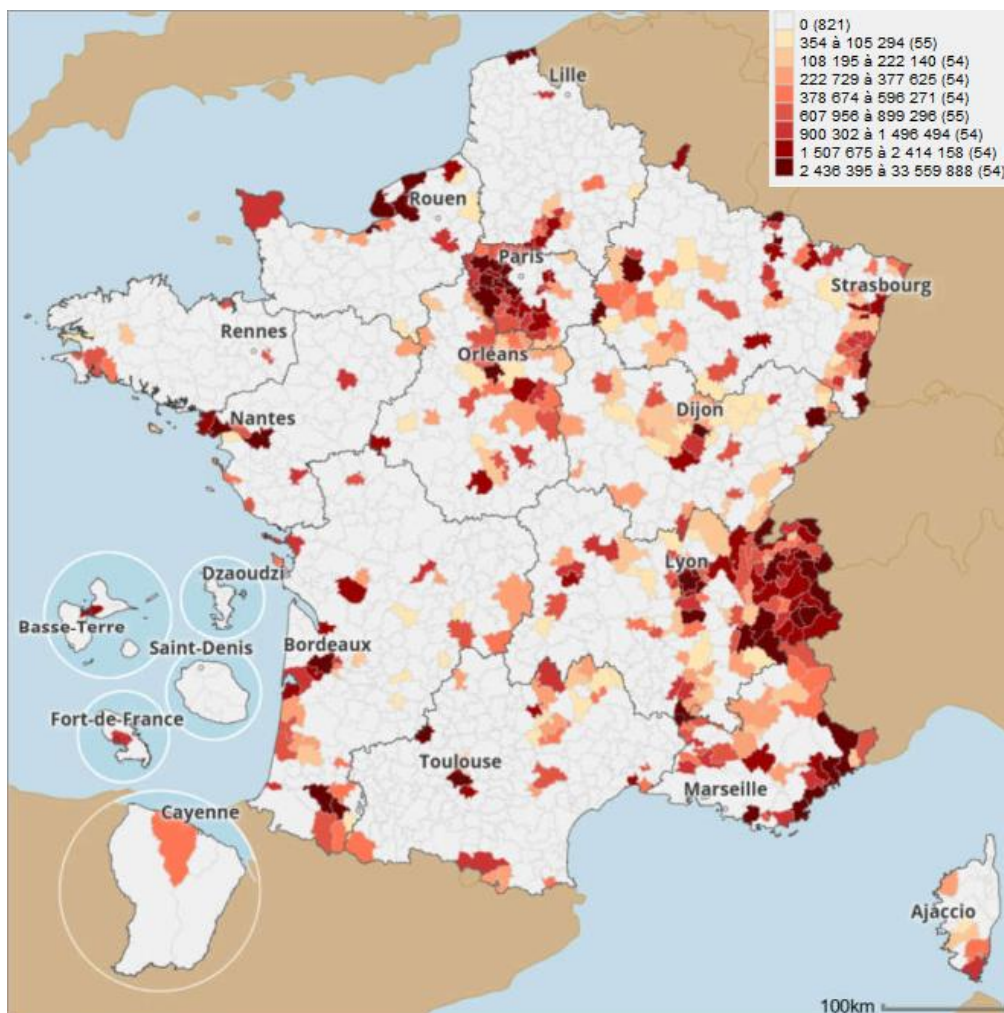 0 (821)
354 à 105 294 (55)
108 195 à 222 140 (54)
222 729 à 377 625 (54)
378 674 à 596 271 (54)
607 956 à 899 296 (55)
900 302 à 1 496 494 (54)
1 507 675 à 2 414 158 (54)
2 436 395 à 33 559 888 (54)
Lille
Rouen
Paris
Strasbourg
Rennes
Orléans
Nantes
Dijon
Lyon
Dzaoudzi
Basse-Terre
Saint-Denis
Bordeaux
Fort-de-France
Toulouse
Marseille
Cayenne
Ajaccio
100km